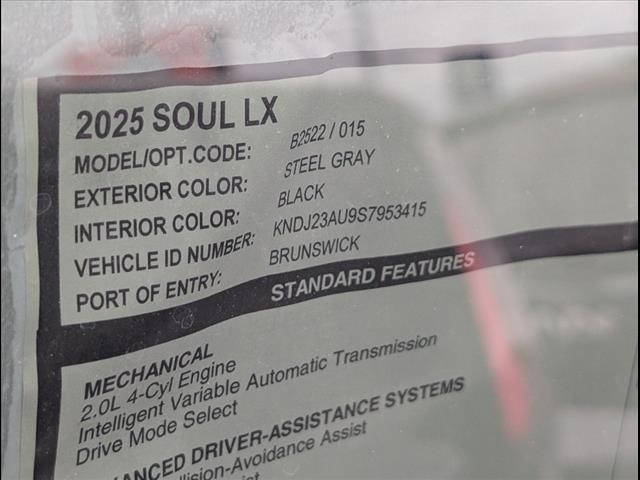 2025 SOUL LX
MODEL/OPT.CODE: B2522 / 015
EXTERIOR COLOR: STEEL GRAY
INTERIOR COLOR: BLACK
VEHICLE ID NUMBER: KNDJ23AU9S7953415
PORT OF ENTRY: BRUNSWICK
STANDARD FEATURES
MECHANICAL
2.0L 4-Cyl Engine
Intelligent Variable Automatic Transmission
Drive Mode Select
ANCED DRIVER-ASSISTANCE SYSTEMS
llision-Avoidance Assist